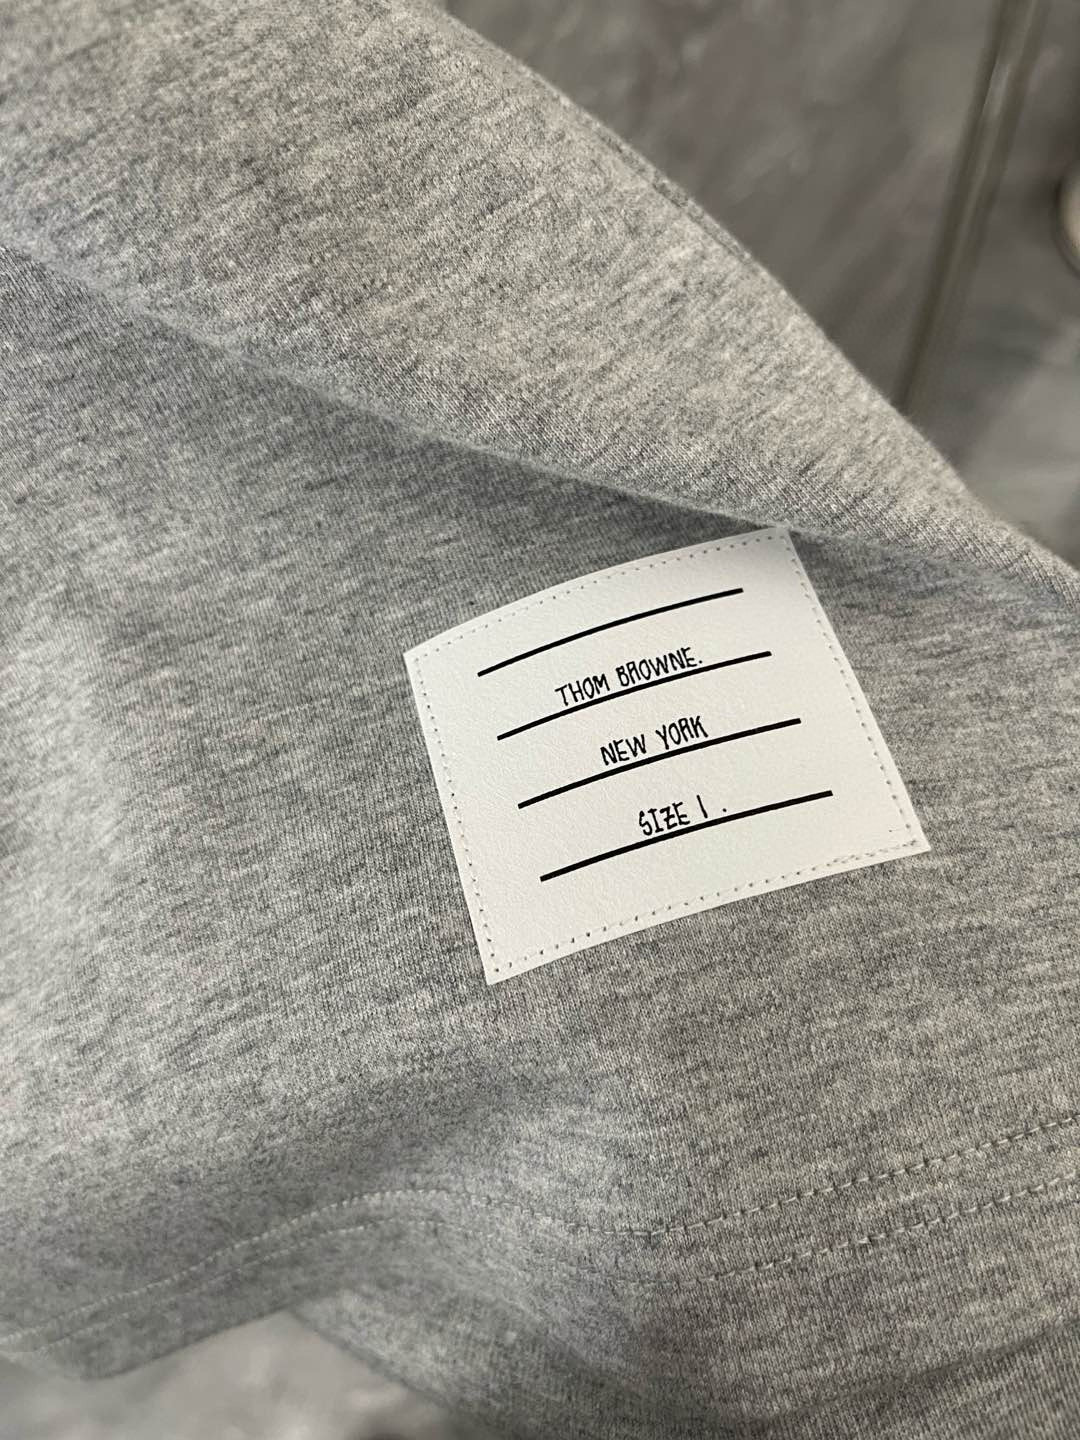 THOM BROWNE.
NEW YORK
SIZE 1 .